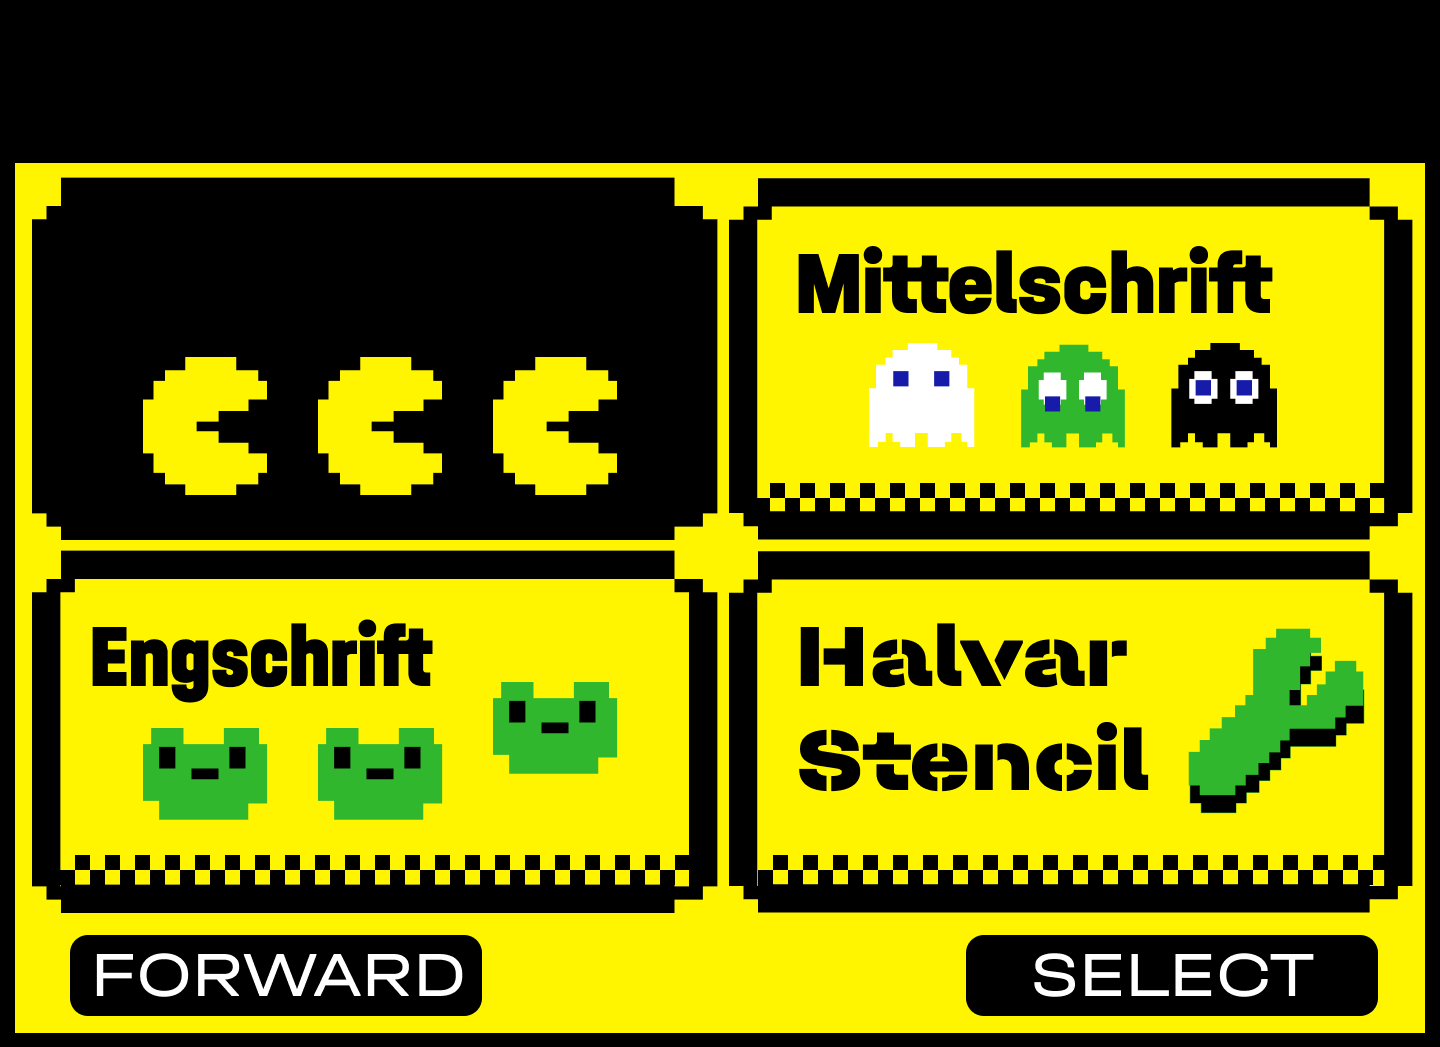 Mittelschrift
Engschrift
Halvar
Stencil
FORWARD
SELECT